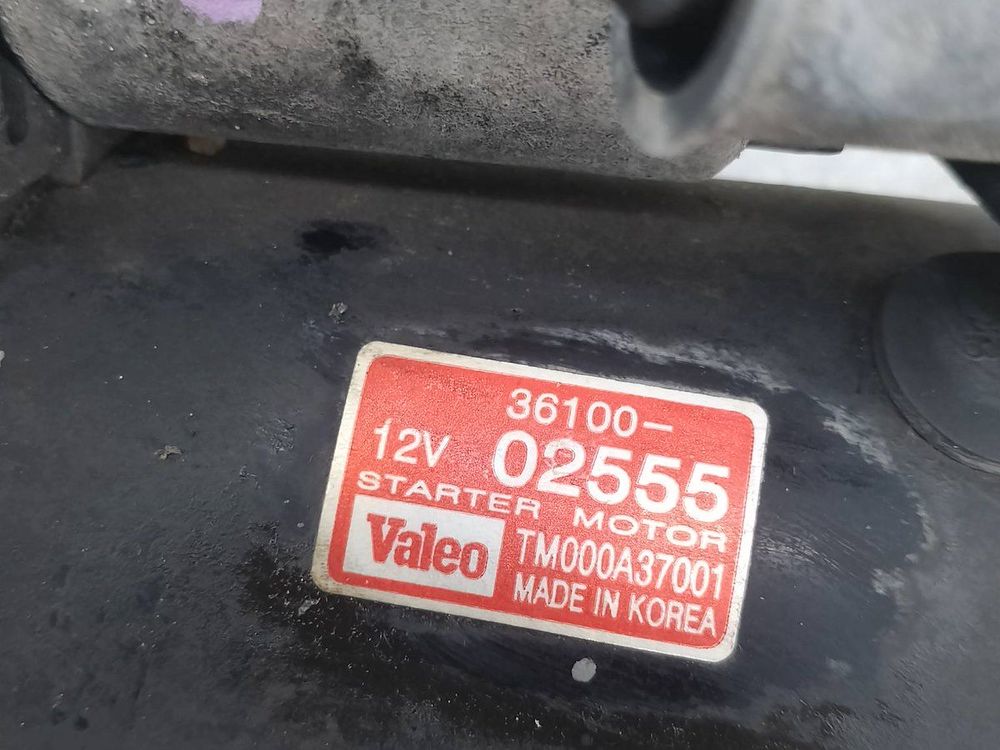 36100-
12V 02555
STARTER MOTOR
Valeo TM000A37001
MADE IN KOREA